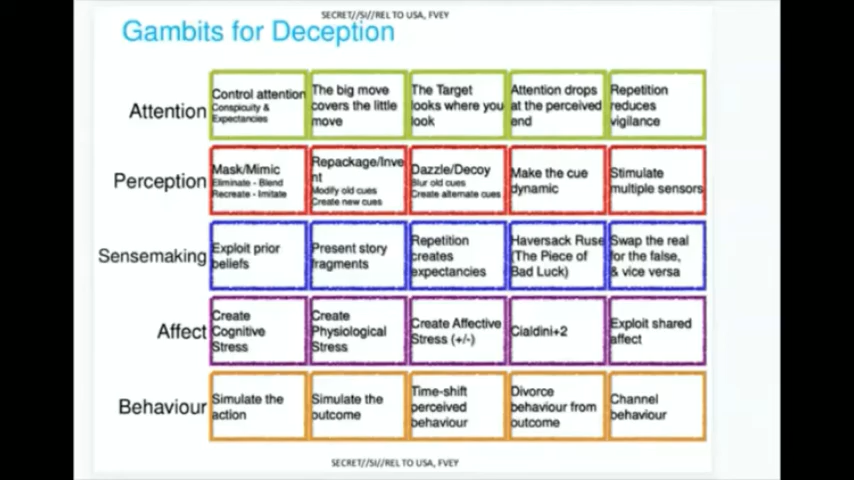 SECRET//SI//REL TO USA, FVEY
Gambits for Deception
Attention
Control attention
Conspicuity &
Expectancies
The big move
covers the little
move
The Target
looks where you
look
Attention drops
at the perceived
end
Repetition
reduces
vigilance
Perception
Mask/Mimic
Eliminate - Blend
Recreate - Imitate
Repackage/Inve
nt
Modify old cues
Create new cues
Dazzle/Decoy
Blur old cues
Create alternate cues
Make the cue
dynamic
Stimulate
multiple sensors
Sensemaking
Exploit prior
beliefs
Present story
fragments
Repetition
creates
expectancies
Haversack Ruse
(The Piece of
Bad Luck)
Swap the real
for the false,
& vice versa
Affect
Create
Cognitive
Stress
Create
Physiological
Stress
Create Affective
Stress (+/-)
Cialdini+2
Exploit shared
affect
Behaviour
Simulate the
action
Simulate the
outcome
Time-shift
perceived
behaviour
Divorce
behaviour from
outcome
Channel
behaviour
SECRET//SI//REL TO USA, FVEY